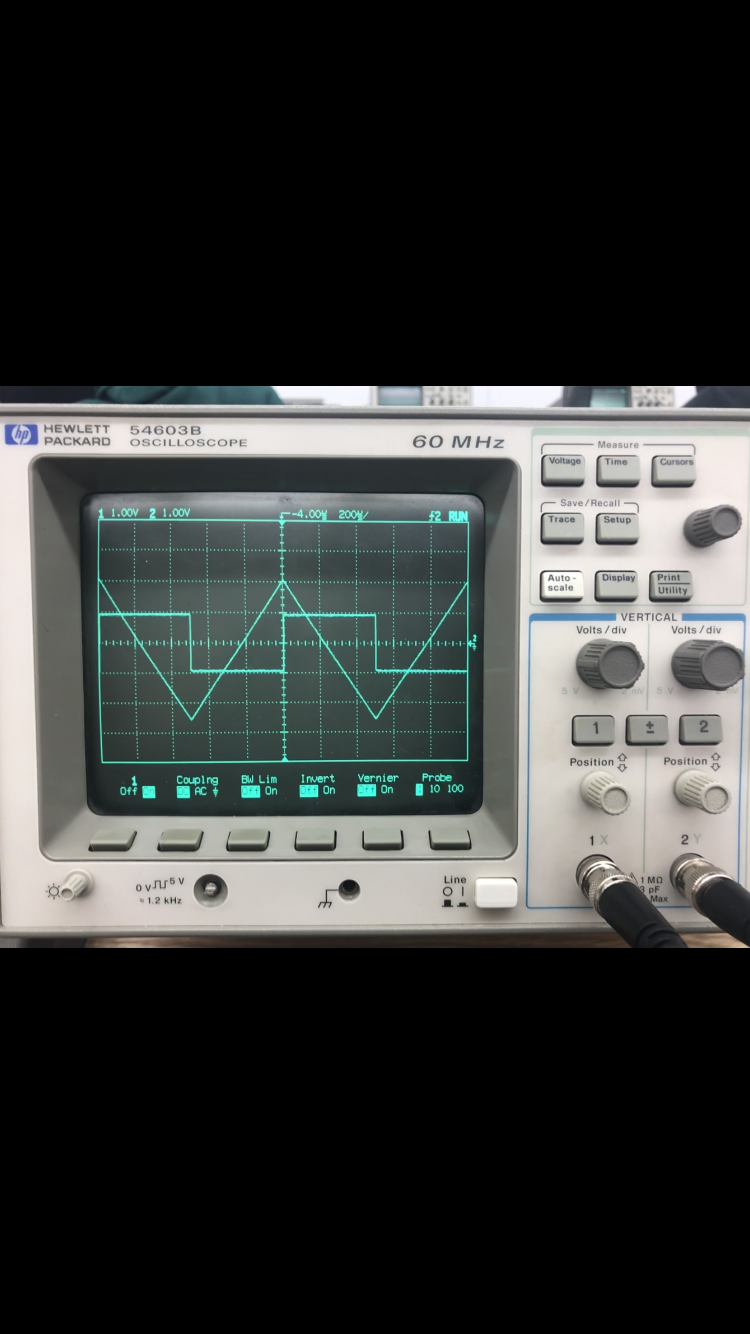 hp HEWLETT PACKARD 54603B OSCILLOSCOPE
60 MHz
1 1.00V 2 1.00V -4.00µs 200µs/ f2 RUN
2
1 Coupling BW Lim Invert Vernier Probe
Off On DC AC Off On Off On Off On 1 10 100
0 V 5 V
≈ 1.2 kHz
Line
O I
Measure
Voltage Time Cursors
Save/Recall
Trace Setup
Auto-
scale
Display
Print
Utility
VERTICAL
Volts/div Volts/div
5 V 2 mV 5 V
1 ± 2
Position Position
1 X 2 Y
1 MΩ
pF
Max